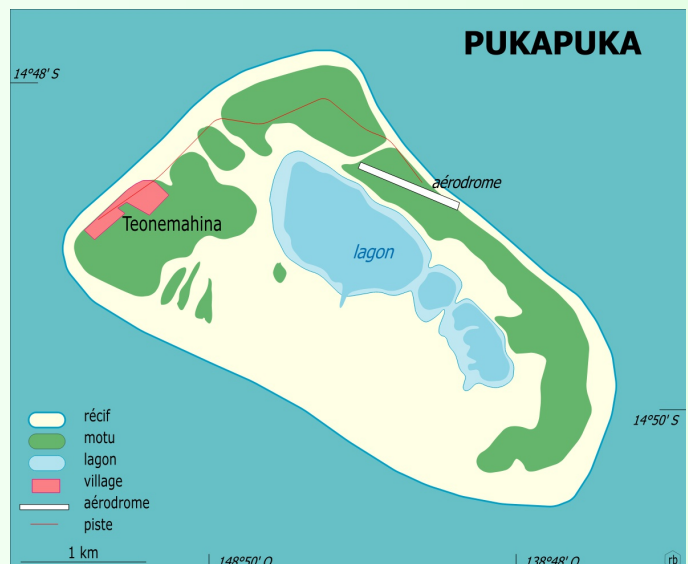 PUKAPUKA
14°48' S
aérodrome
Teonemahina
lagon
récif
motu
lagon
village
aérodrome
piste
14°50' S
1 km
148°50' O
138°48' O
rb